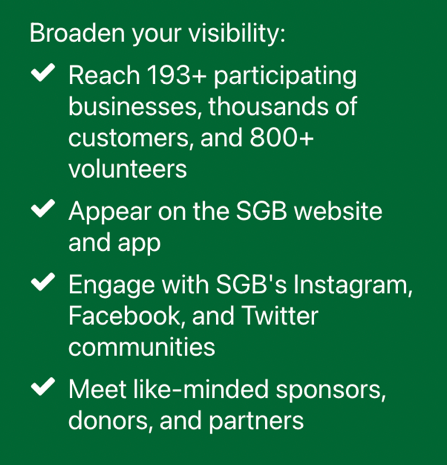 Broaden your visibility:
Reach 193+ participating
businesses, thousands of
customers, and 800+
volunteers
Appear on the SGB website
and app
Engage with SGB's Instagram,
Facebook, and Twitter
communities
Meet like-minded sponsors,
donors, and partners